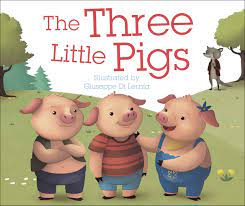 The Three
Little Pigs
Illustrated by
Giuseppe Di Lernia